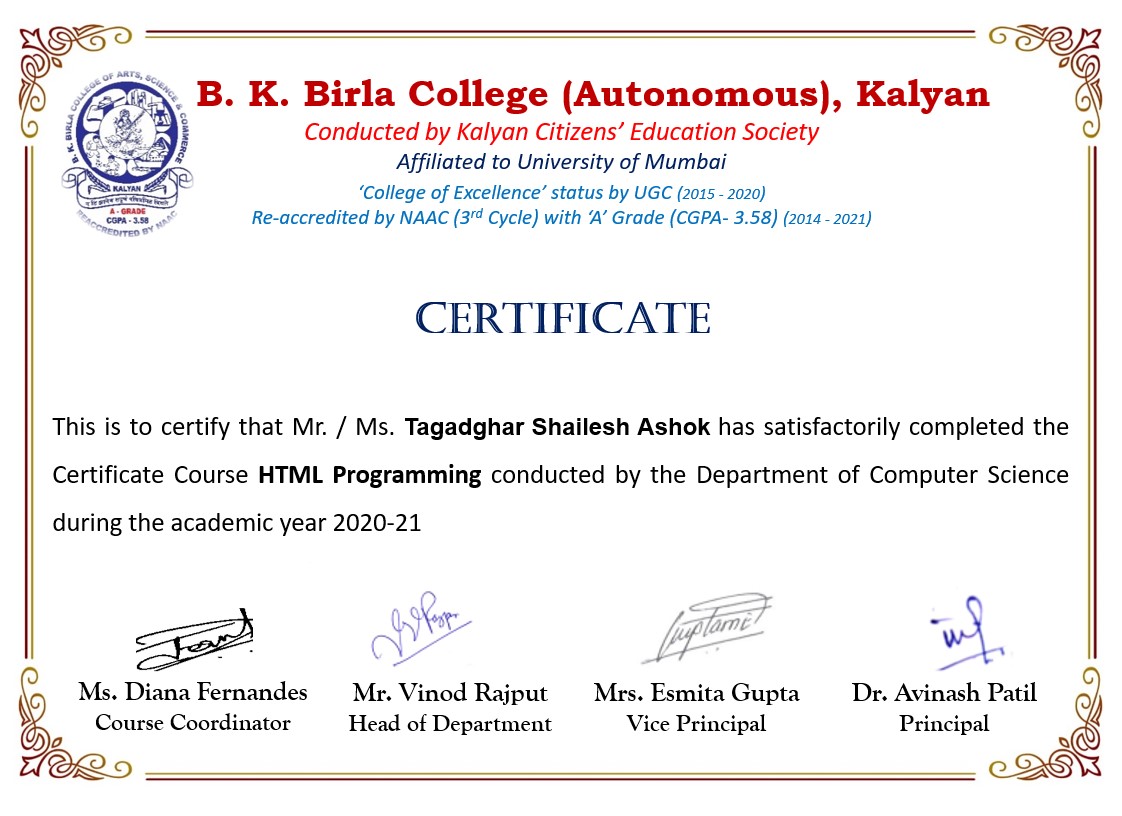 B. K. Birla College (Autonomous), Kalyan
Conducted by Kalyan Citizens’ Education Society
Affiliated to University of Mumbai
‘College of Excellence’ status by UGC (2015 - 2020)
Re-accredited by NAAC (3rd Cycle) with ‘A’ Grade (CGPA- 3.58) (2014 - 2021)
B. K. BIRLA COLLEGE OF ARTS, SCIENCE & COMMERCE
KALYAN
A - GRADE
CGPA - 3.58
REACCREDITED BY NAAC
CERTIFICATE
This is to certify that Mr. / Ms. Tagadghar Shailesh Ashok has satisfactorily completed the
Certificate Course HTML Programming conducted by the Department of Computer Science
during the academic year 2020-21
Ms. Diana Fernandes Mr. Vinod Rajput Mrs. Esmita Gupta Dr. Avinash Patil
Course Coordinator Head of Department Vice Principal Principal